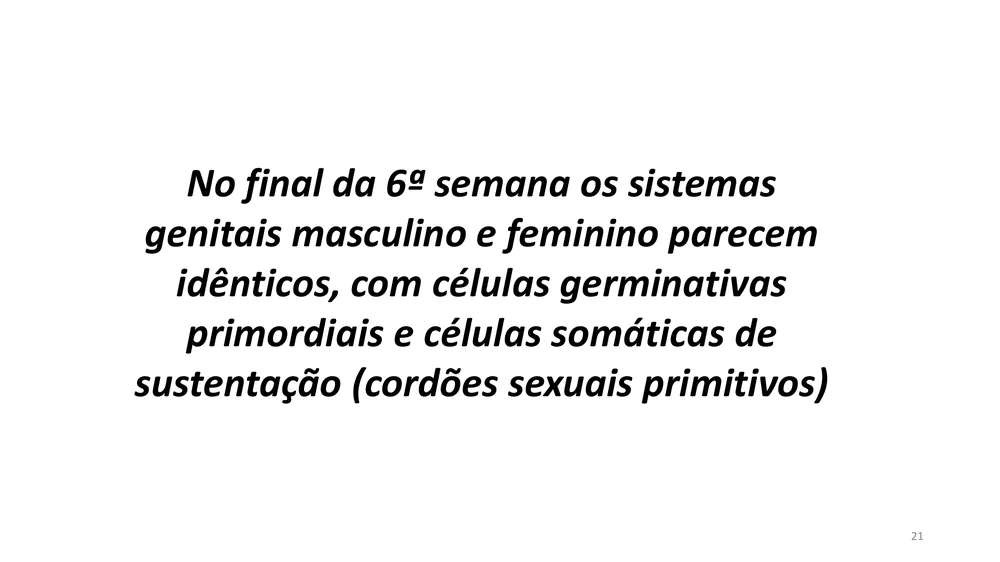 No final da 6ª semana os sistemas
genitais masculino e feminino parecem
idênticos, com células germinativas
primordiais e células somáticas de
sustentação (cordões sexuais primitivos)
21